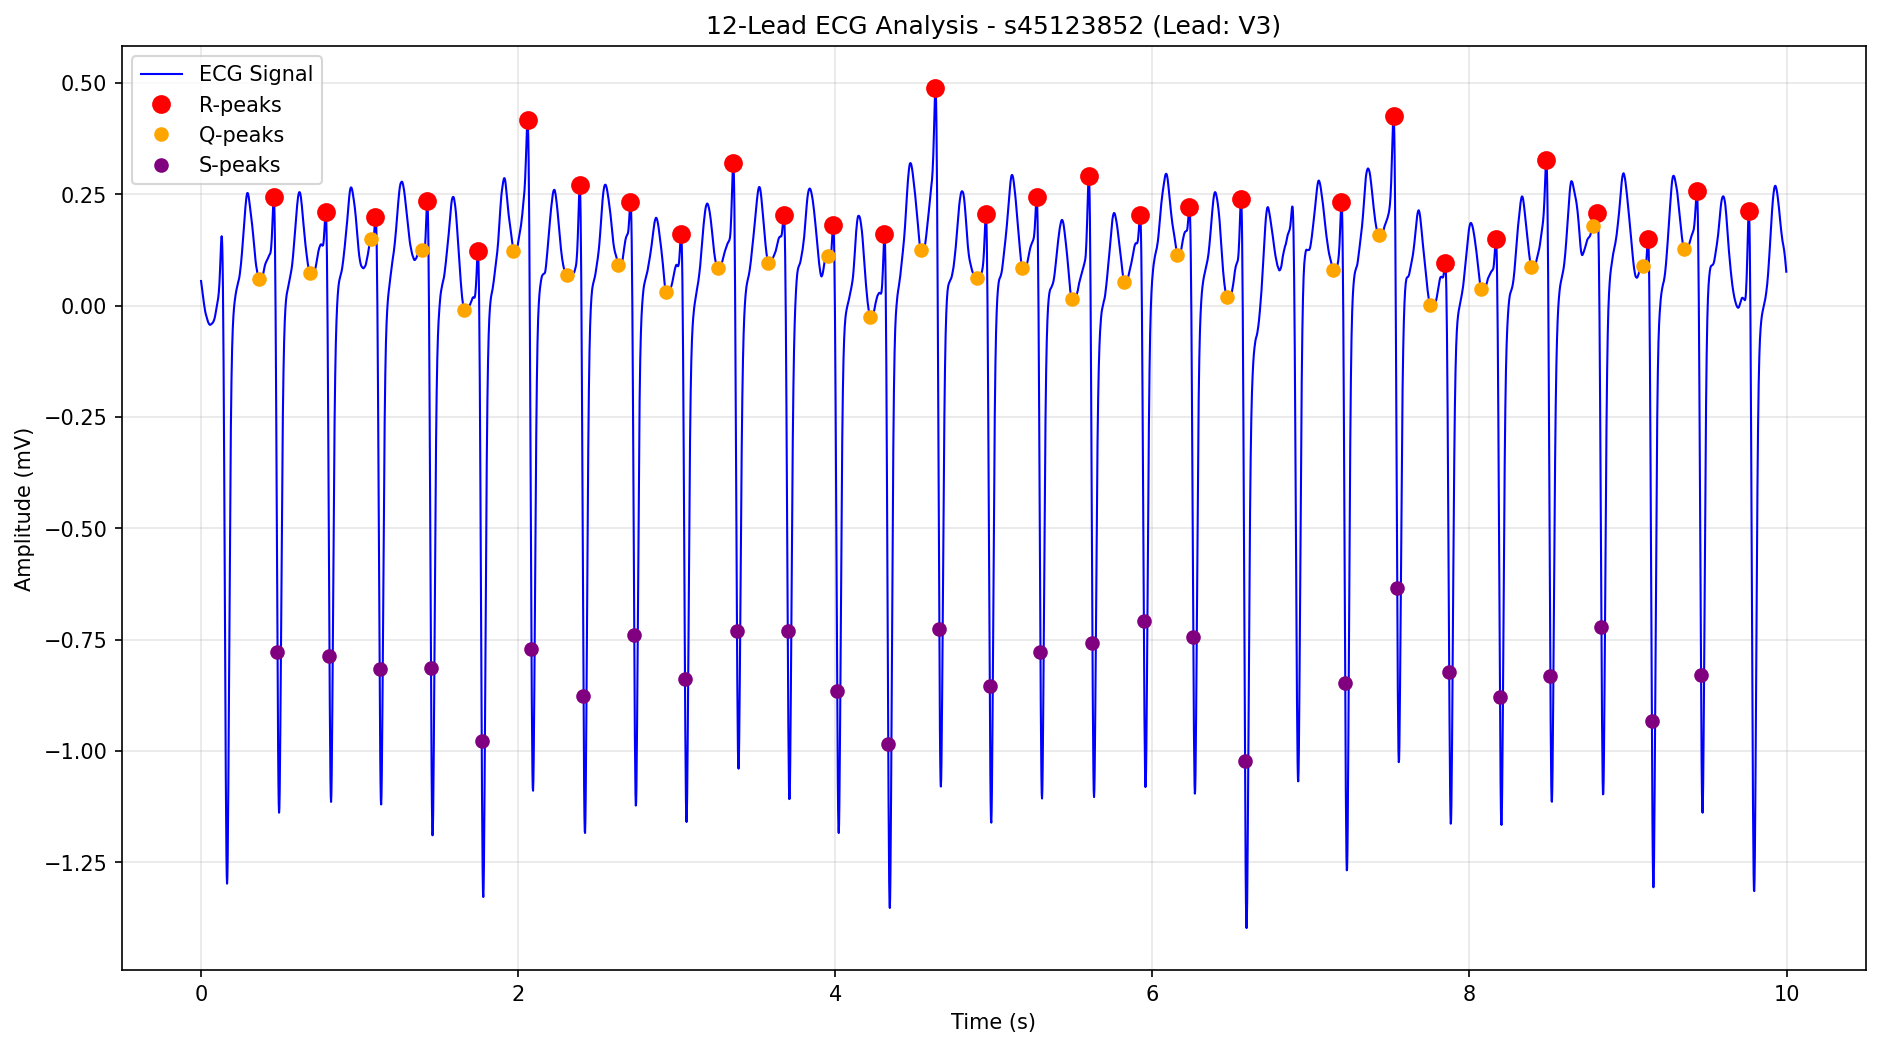 12-Lead ECG Analysis - s45123852 (Lead: V3)
ECG Signal
R-peaks
Q-peaks
S-peaks
Amplitude (mV)
0.50
0.25
0.00
−0.25
−0.50
−0.75
−1.00
−1.25
0 2 4 6 8 10
Time (s)